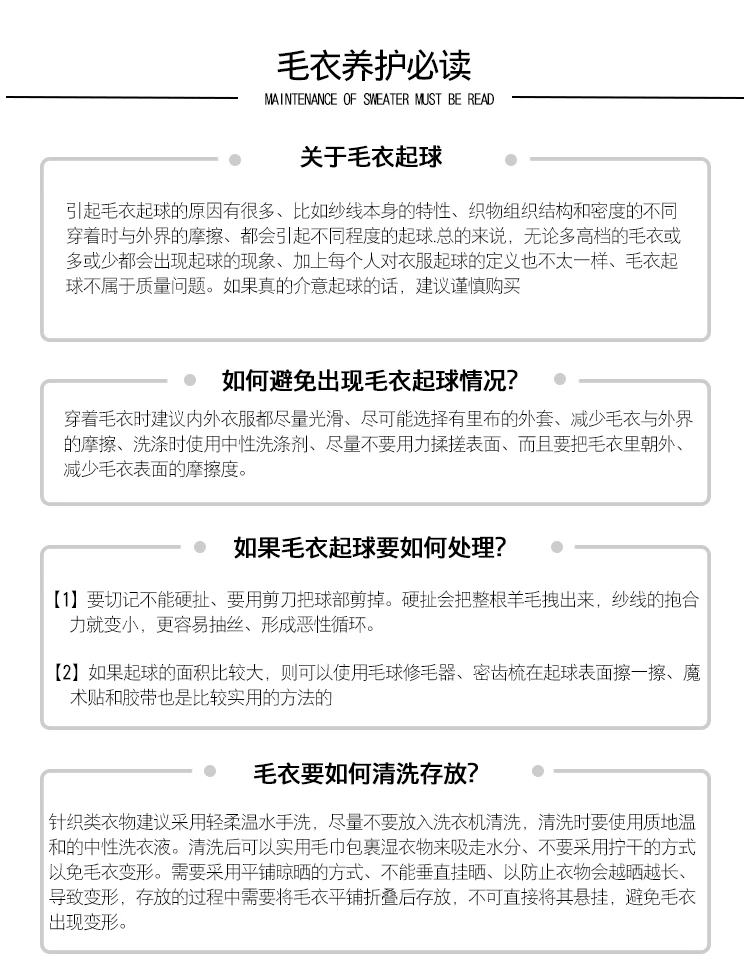 毛衣养护必读
MAINTENANCE OF SWEATER MUST BE READ
关于毛衣起球
引起毛衣起球的原因有很多、比如纱线本身的特性、织物组织结构和密度的不同
穿着时与外界的摩擦、都会引起不同程度的起球.总的来说，无论多高档的毛衣或
多或少都会出现起球的现象、加上每个人对衣服起球的定义也不太一样、毛衣起
球不属于质量问题。如果真的介意起球的话，建议谨慎购买
如何避免出现毛衣起球情况？
穿着毛衣时建议内外衣服都尽量光滑、尽可能选择有里布的外套、减少毛衣与外界
的摩擦、洗涤时使用中性洗涤剂、尽量不要用力揉搓表面、而且要把毛衣里朝外、
减少毛衣表面的摩擦度。
如果毛衣起球要如何处理？
【1】要切记不能硬扯、要用剪刀把球部剪掉。硬扯会把整根羊毛拽出来，纱线的抱合
力就变小，更容易抽丝、形成恶性循环。
【2】如果起球的面积比较大，则可以使用毛球修毛器、密齿梳在起球表面擦一擦、魔
术贴和胶带也是比较实用的方法的
毛衣要如何清洗存放？
针织类衣物建议采用轻柔温水手洗，尽量不要放入洗衣机清洗，清洗时要使用质地温
和的中性洗衣液。清洗后可以实用毛巾包裹湿衣物来吸走水分、不要采用拧干的方式
以免毛衣变形。需要采用平铺晾晒的方式、不能垂直挂晒、以防止衣物会越晒越长、
导致变形，存放的过程中需要将毛衣平铺折叠后存放，不可直接将其悬挂，避免毛衣
出现变形。